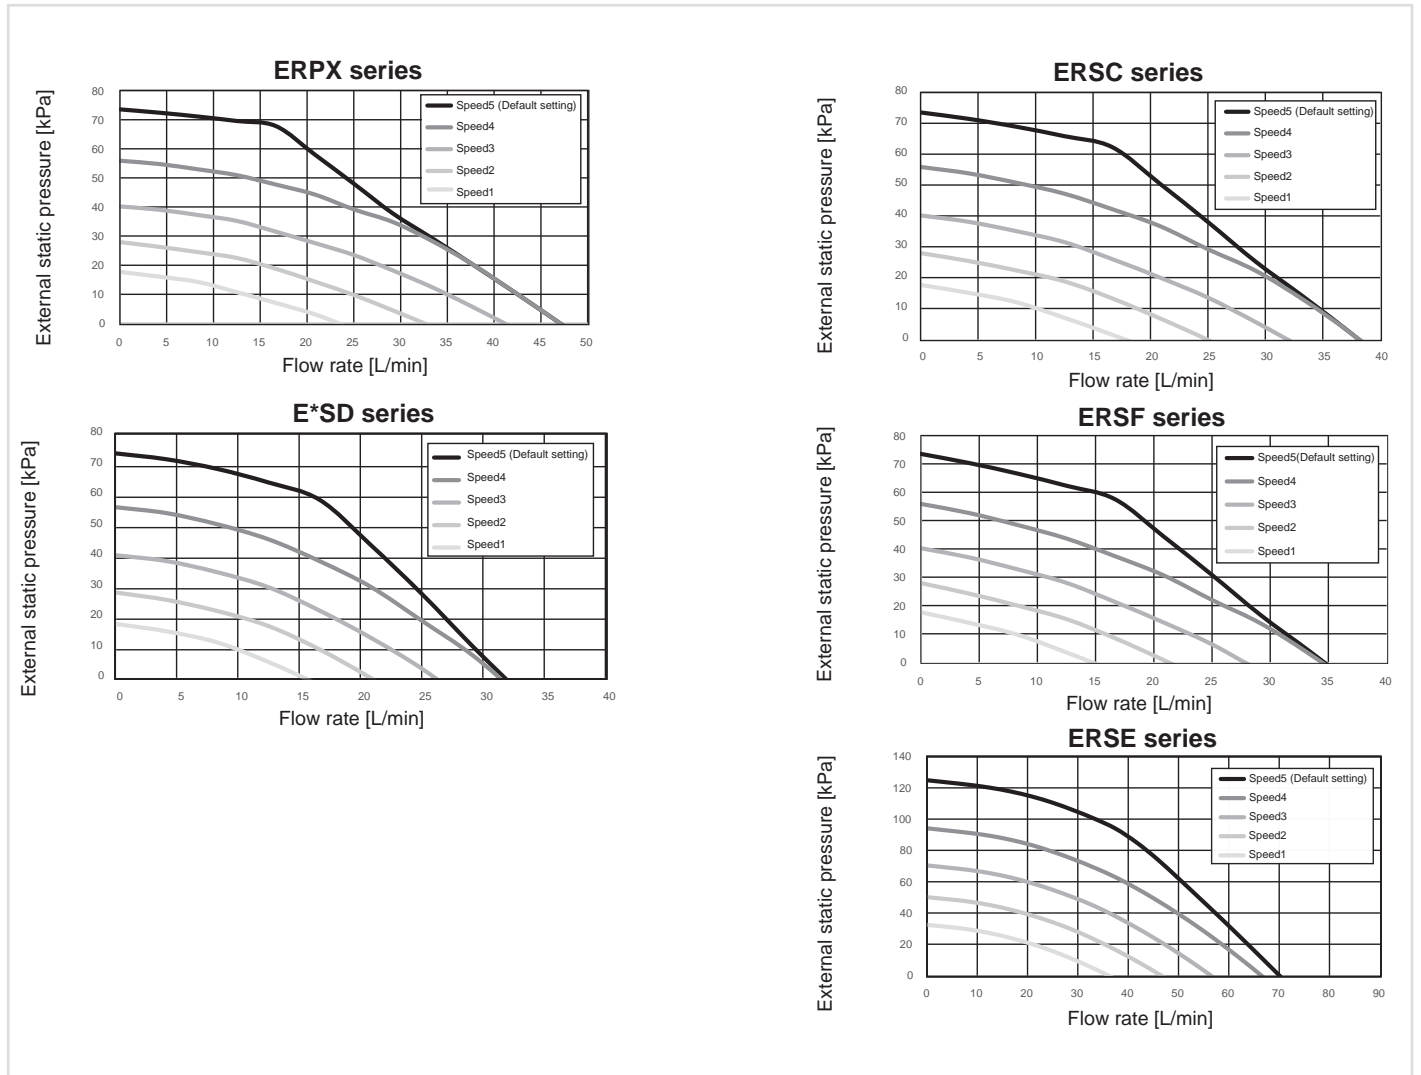 ERPX series
External static pressure [kPa]
80
70
60
50
40
30
20
10
0
Speed5 (Default setting)
Speed4
Speed3
Speed2
Speed1
0 5 10 15 20 25 30 15 40 45 50
Flow rate [L/min]
ERSC series
External static pressure [kPa]
80
70
60
50
40
30
20
10
0
Speed5 (Default setting)
Speed4
Speed3
Speed2
Speed1
0 5 10 15 20 25 30 35 40
Flow rate [L/min]
E*SD series
External static pressure [kPa]
80
70
60
50
40
30
20
10
0
Speed5 (Default setting)
Speed4
Speed3
Speed2
Speed1
0 5 10 15 20 25 30 35 40
Flow rate [L/min]
ERSF series
External static pressure [kPa]
80
70
60
50
40
30
20
10
0
Speed5(Default setting)
Speed4
Speed3
Speed2
Speed1
0 5 10 15 20 25 30 35 40
Flow rate [L/min]
ERSE series
External static pressure [kPa]
140
120
100
80
60
40
20
0
Speed5 (Default setting)
Speed4
Speed3
Speed2
Speed1
0 10 20 30 40 50 60 70 80 90
Flow rate [L/min]